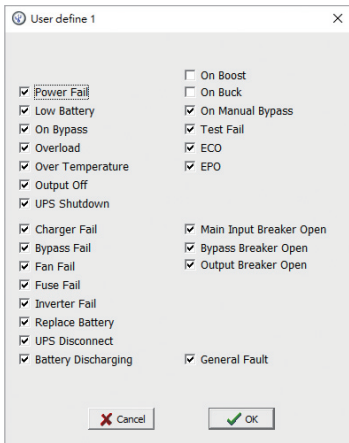 User define 1
On Boost
Power Fail
On Buck
Low Battery
On Manual Bypass
On Bypass
Test Fail
Overload
ECO
Over Temperature
EPO
Output Off
UPS Shutdown
Charger Fail
Main Input Breaker Open
Bypass Fail
Bypass Breaker Open
Fan Fail
Output Breaker Open
Fuse Fail
Inverter Fail
Replace Battery
UPS Disconnect
Battery Discharging
General Fault
Cancel
OK